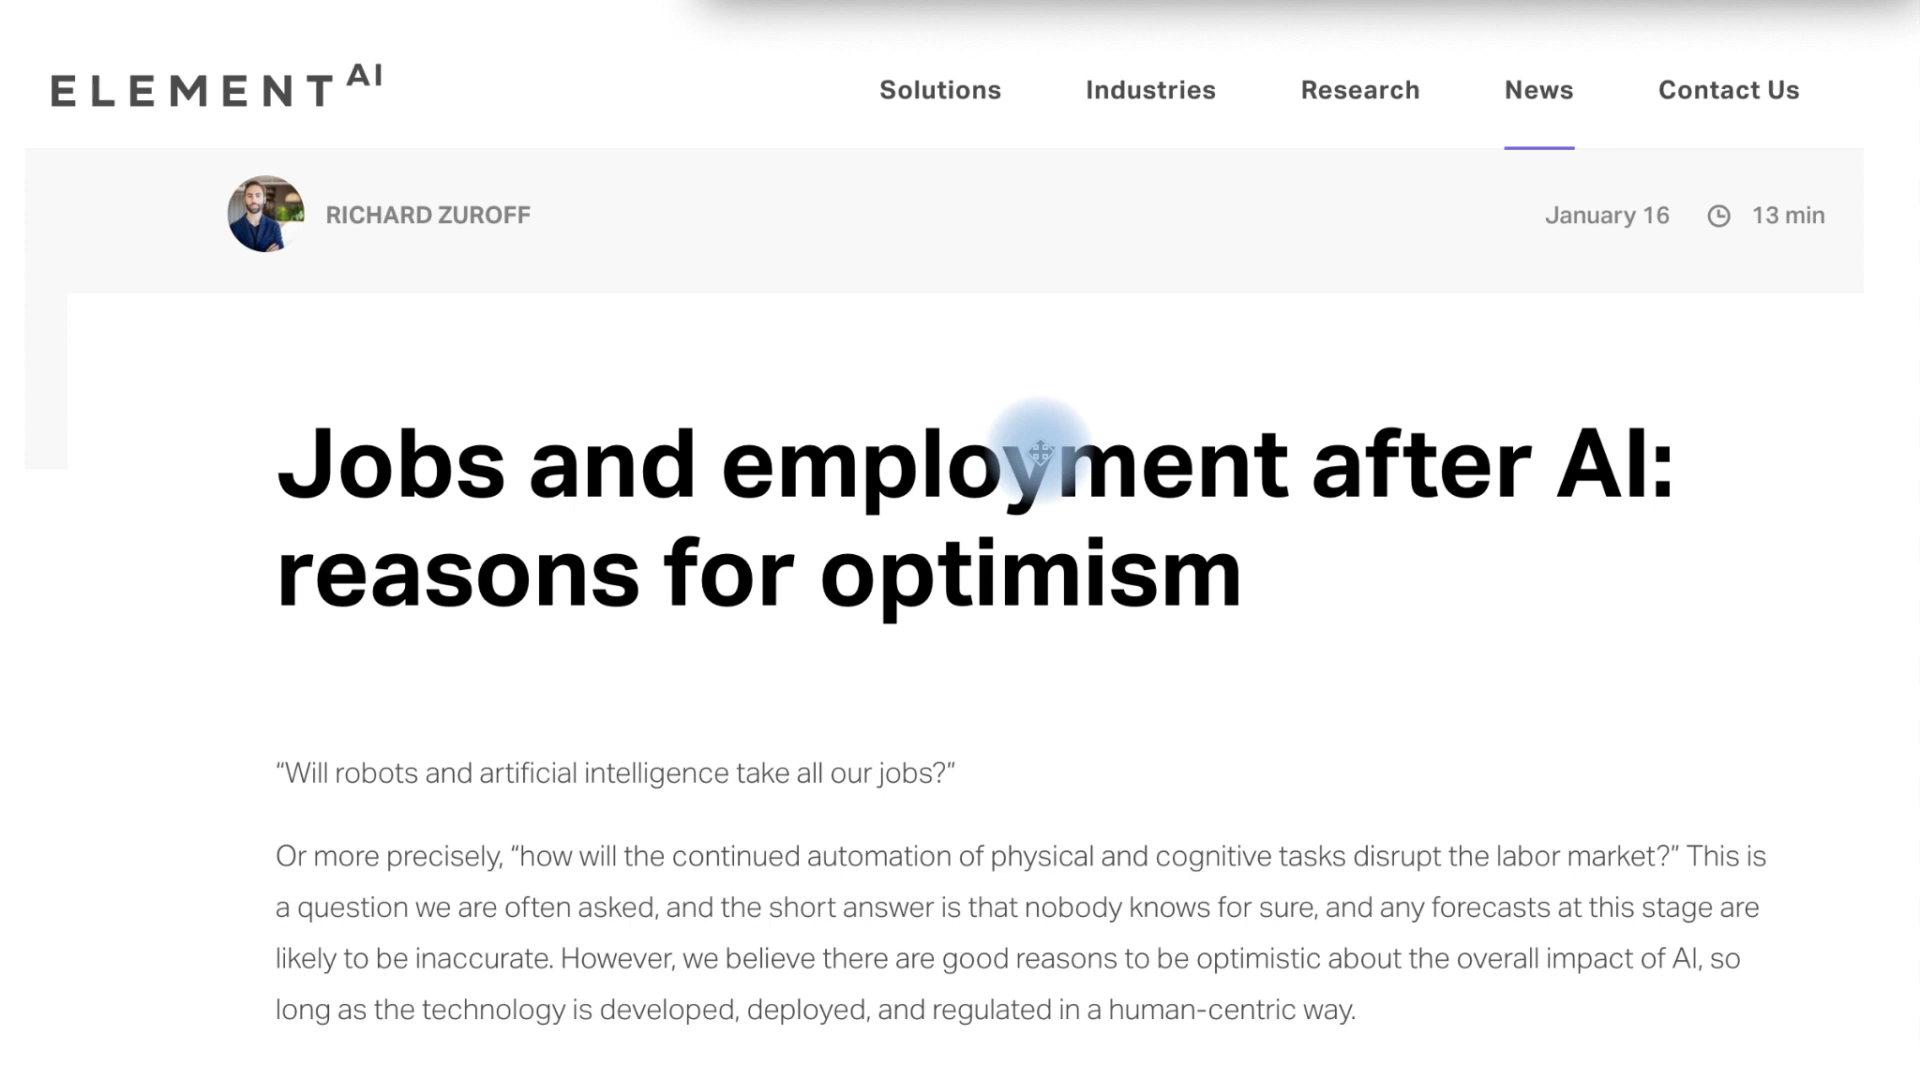 ELEMENT AI
Solutions Industries Research News Contact Us
RICHARD ZUROFF
January 16 13 min
Jobs and employment after AI:
reasons for optimism
“Will robots and artificial intelligence take all our jobs?”
Or more precisely, “how will the continued automation of physical and cognitive tasks disrupt the labor market?” This is
a question we are often asked, and the short answer is that nobody knows for sure, and any forecasts at this stage are
likely to be inaccurate. However, we believe there are good reasons to be optimistic about the overall impact of AI, so
long as the technology is developed, deployed, and regulated in a human-centric way.